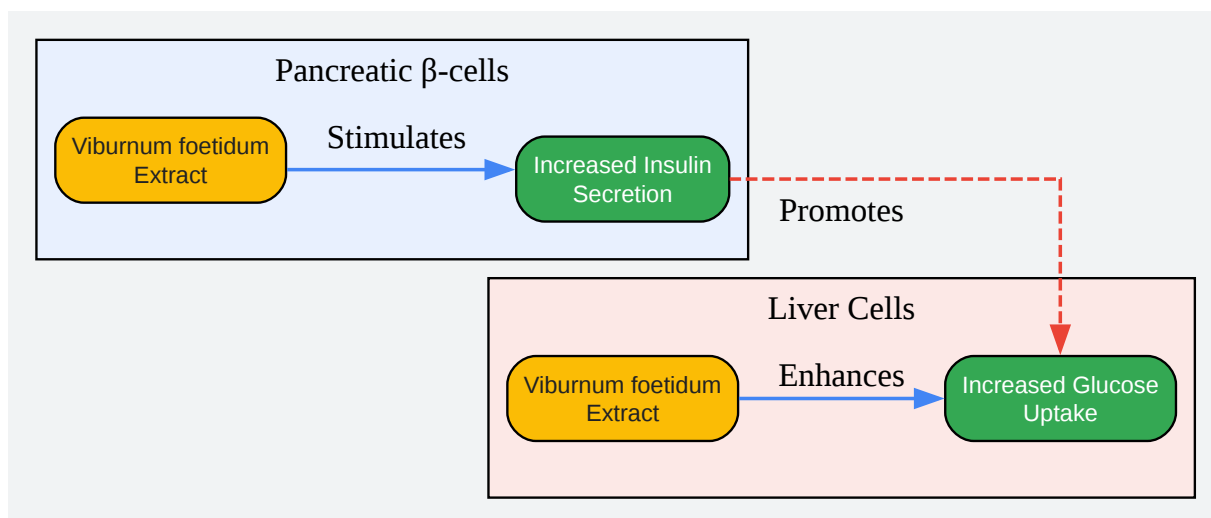 Pancreatic β-cells
Viburnum foetidum
Extract
Stimulates
Increased Insulin
Secretion
Promotes
Liver Cells
Viburnum foetidum
Extract
Enhances
Increased Glucose
Uptake